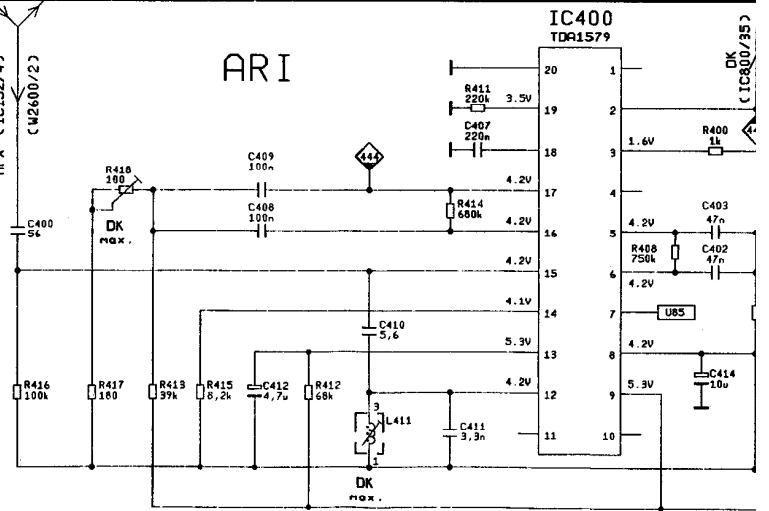 IC400
TDA1579
ARI
DK
(IC800/35)
(W2600/2)
20
1
R411
220k
3.5V
19
2
C407
220n
18
3
1.6V
R400
1k
R418
100
C409
100n
444
4.2V
17
4
R414
680k
C403
47n
DK
max.
C408
100n
4.2V
16
5
4.2V
C400
56
R408
750k
C402
47n
4.2V
15
6
4.2V
4.1V
14
7
U85
C410
5,6
5.3V
13
8
4.2V
C414
10u
R416
100k
R417
180
R413
39k
R415
8,2k
C412
4,7u
R412
68k
4.2V
12
9
5.3V
3
L411
C411
3,3n
11
10
1
DK
max.